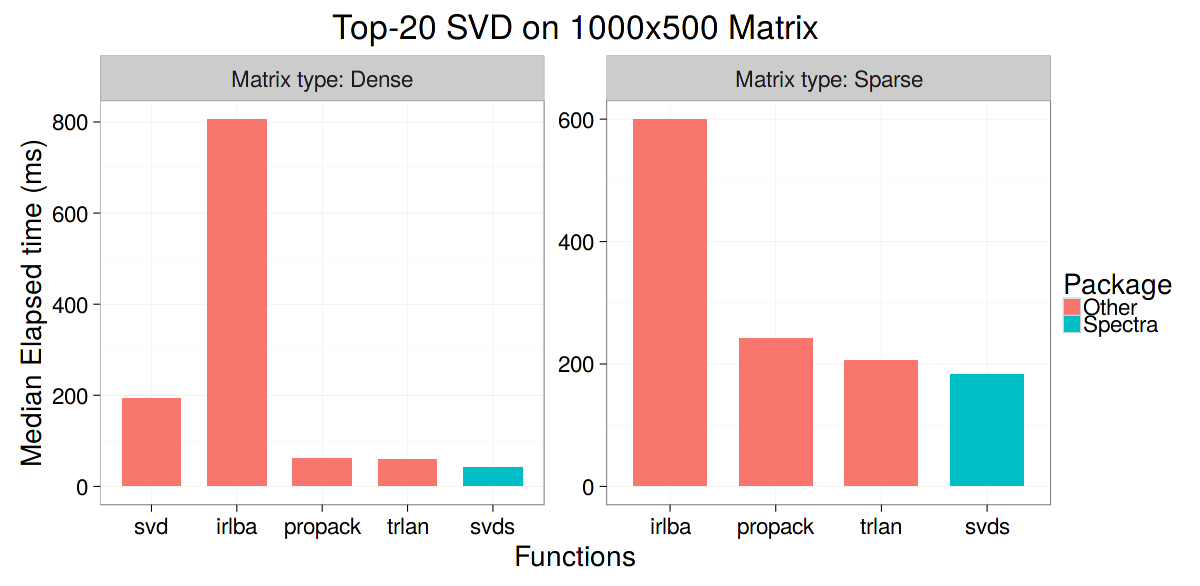 Top-20 SVD on 1000x500 Matrix
Matrix type: Dense
Matrix type: Sparse
Median Elapsed time (ms)
800
600
400
200
0
600
400
200
0
svd irlba propack trlan svds
irlba propack trlan svds
Functions
Package
Other
Spectra